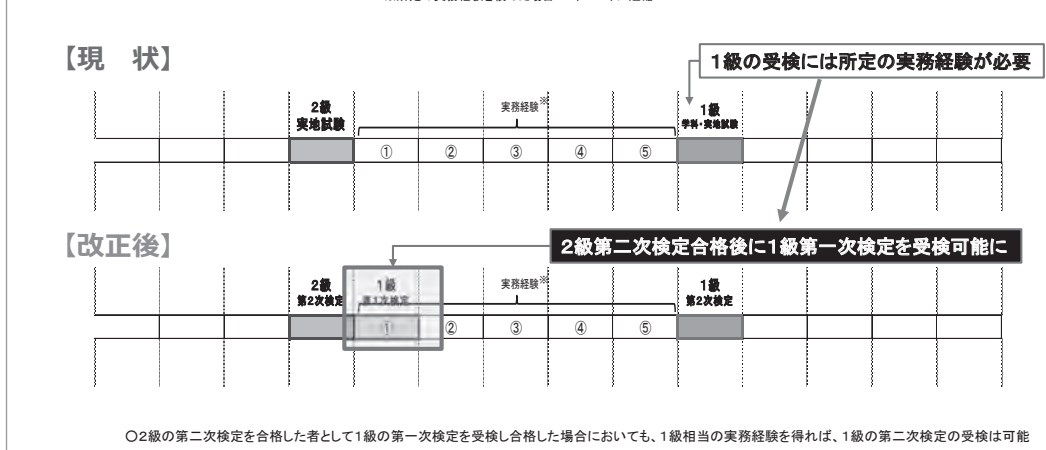 【現　状】
1級の受検には所定の実務経験が必要
2級
実地試験
実務経験※
1級
学科・実地試験
① ② ③ ④ ⑤
【改正後】
2級第二次検定合格後に1級第一次検定を受検可能に
2級
第2次検定
1級
第1次検定
実務経験※
1級
第2次検定
① ② ③ ④ ⑤
○2級の第二次検定を合格した者として1級の第一次検定を受検し合格した場合においても、1級相当の実務経験を得れば、1級の第二次検定の受検は可能